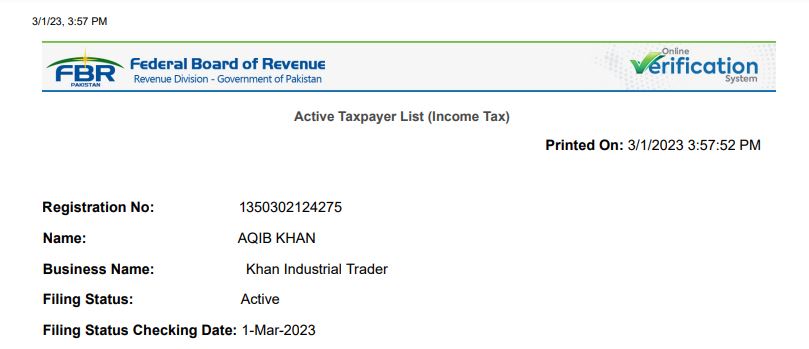 3/1/23, 3:57 PM
FBR
PAKISTAN
Federal Board of Revenue
Revenue Division - Government of Pakistan
Online
Verification
System
Active Taxpayer List (Income Tax)
Printed On: 3/1/2023 3:57:52 PM
Registration No: 1350302124275
Name: AQIB KHAN
Business Name: Khan Industrial Trader
Filing Status: Active
Filing Status Checking Date: 1-Mar-2023